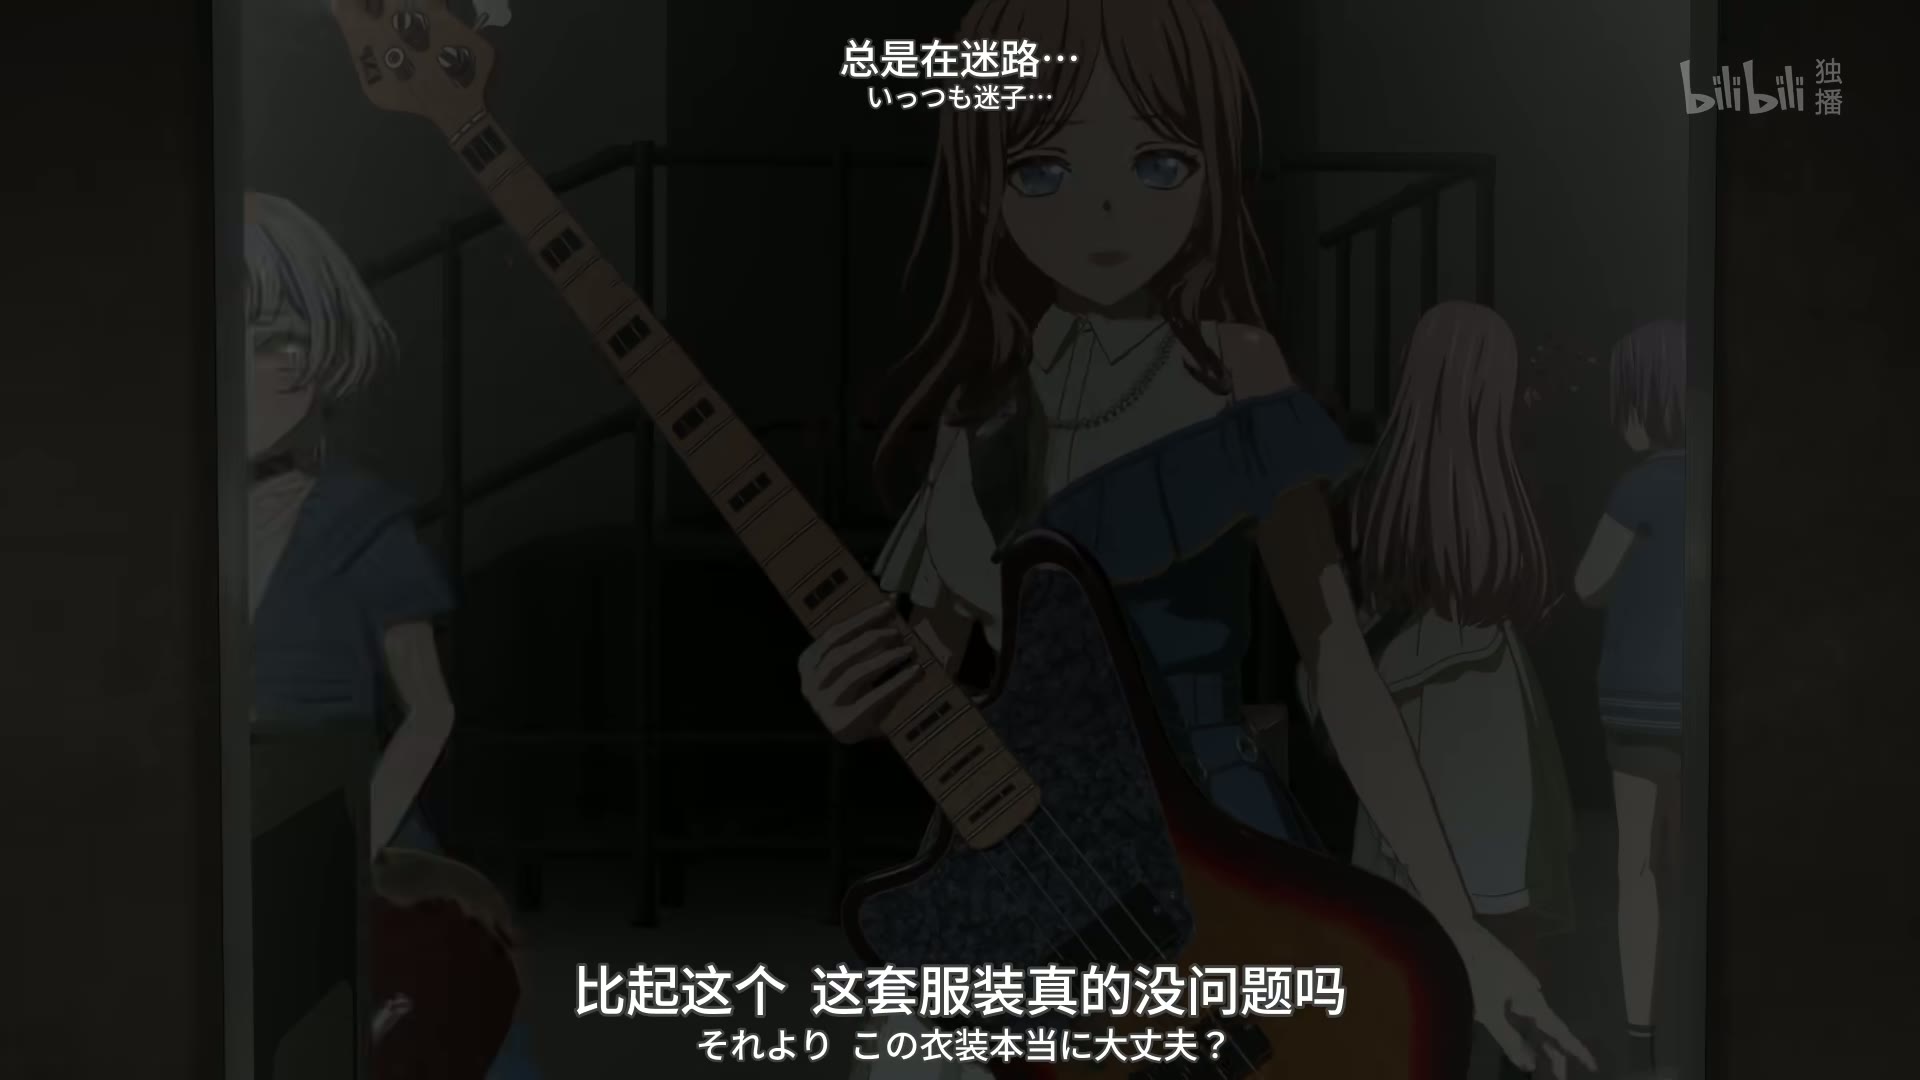 总是在迷路…
いっつも迷子…
bilibili 独播
比起这个 这套服装真的没问题吗
それより この衣装本当に大丈夫？